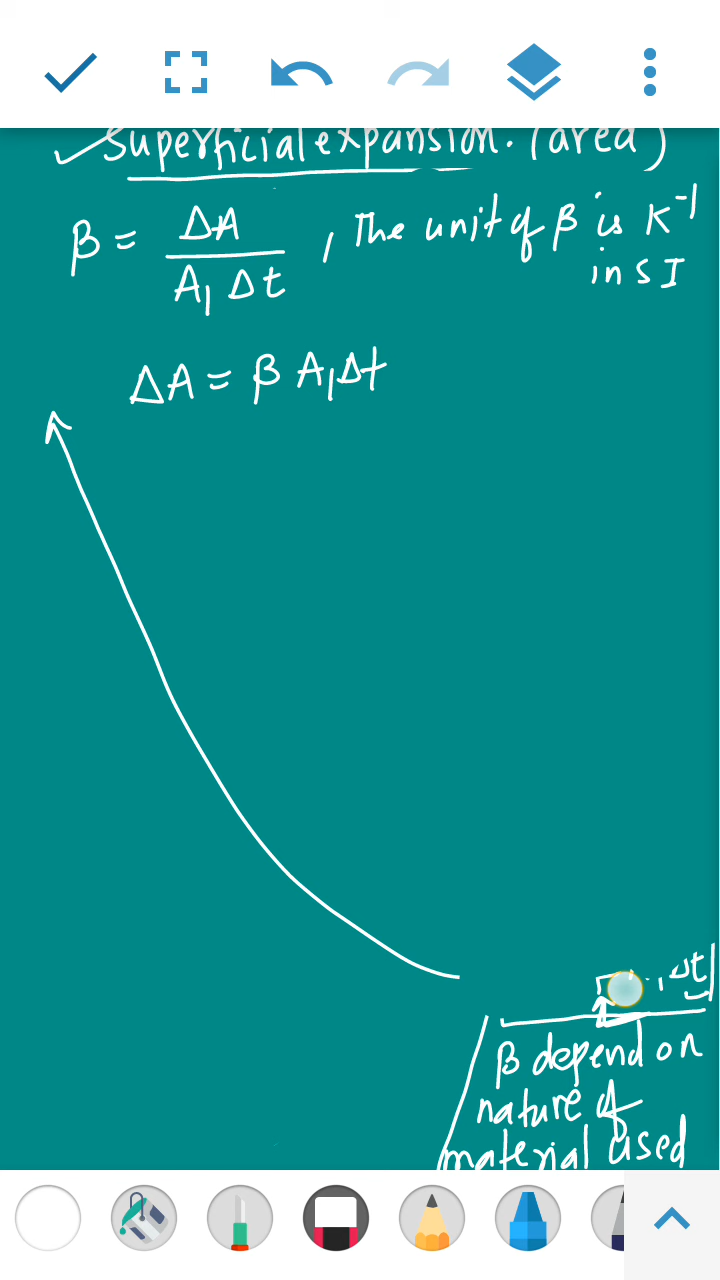 Superficial expansion. (area)
β = ΔA / A₁ Δt , The unit of β is K⁻¹
in SI
ΔA = β A₁Δt
Δt
β depend on
nature of
material used